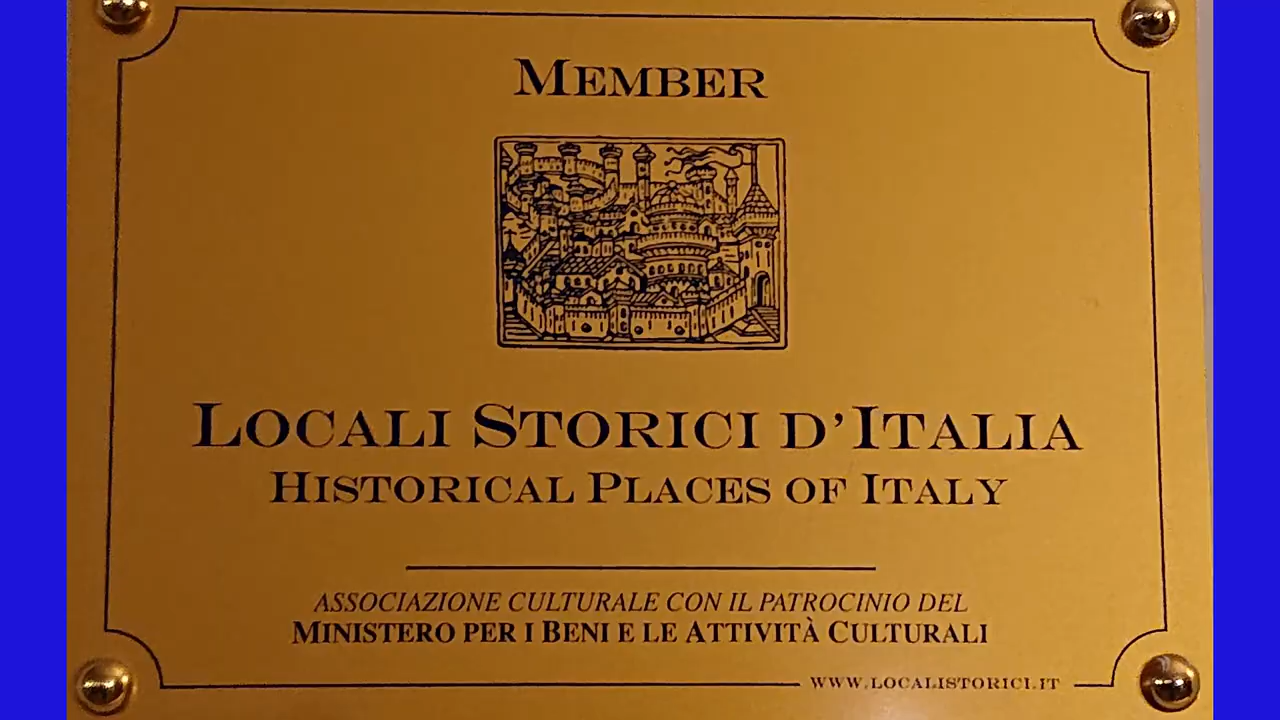 MEMBER
LOCALI STORICI D'ITALIA
HISTORICAL PLACES OF ITALY
ASSOCIAZIONE CULTURALE CON IL PATROCINIO DEL
MINISTERO PER I BENI E LE ATTIVITÀ CULTURALI
WWW.LOCALISTORICI.IT